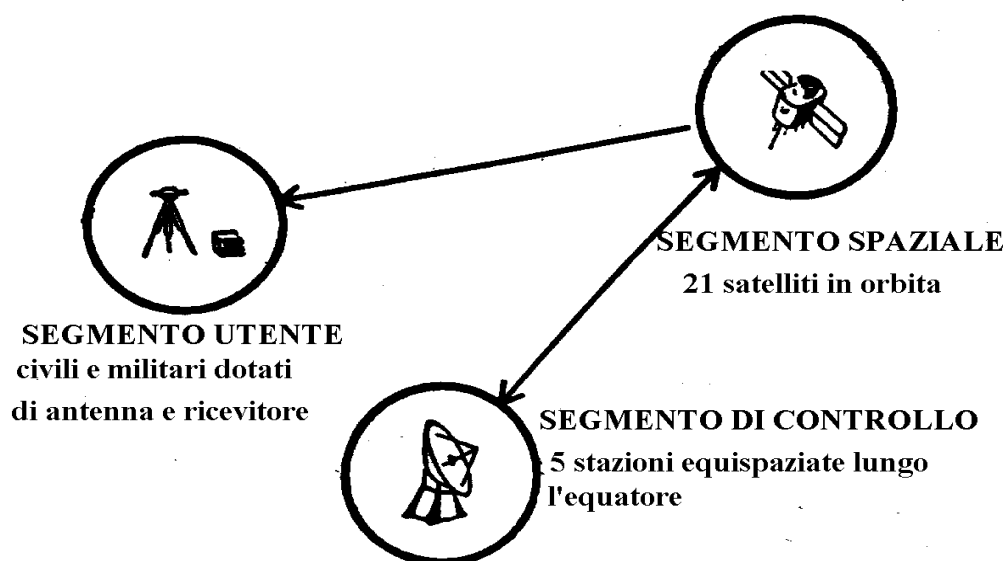 SEGMENTO SPAZIALE
21 satelliti in orbita
SEGMENTO UTENTE
civili e militari dotati
di antenna e ricevitore
SEGMENTO DI CONTROLLO
5 stazioni equispaziate lungo
l'equatore